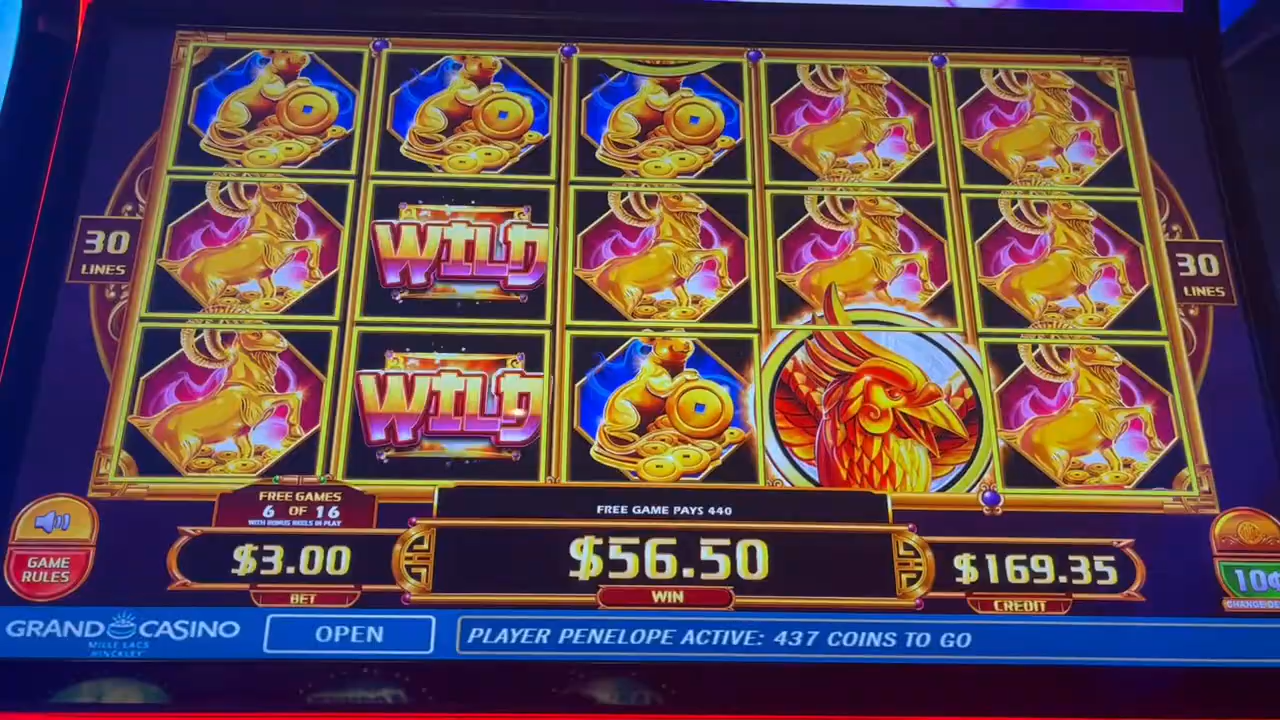 WILD
30
LINES
30
LINES
WILD
FREE GAMES
6 OF 16
WITH BONUS REELS IN PLAY
FREE GAME PAYS 440
$3.00
BET
$56.50
WIN
$169.35
CREDIT
GAME
RULES
10¢
GRAND CASINO
MILLE LACS
HINCKLEY
OPEN
PLAYER PENELOPE ACTIVE: 437 COINS TO GO